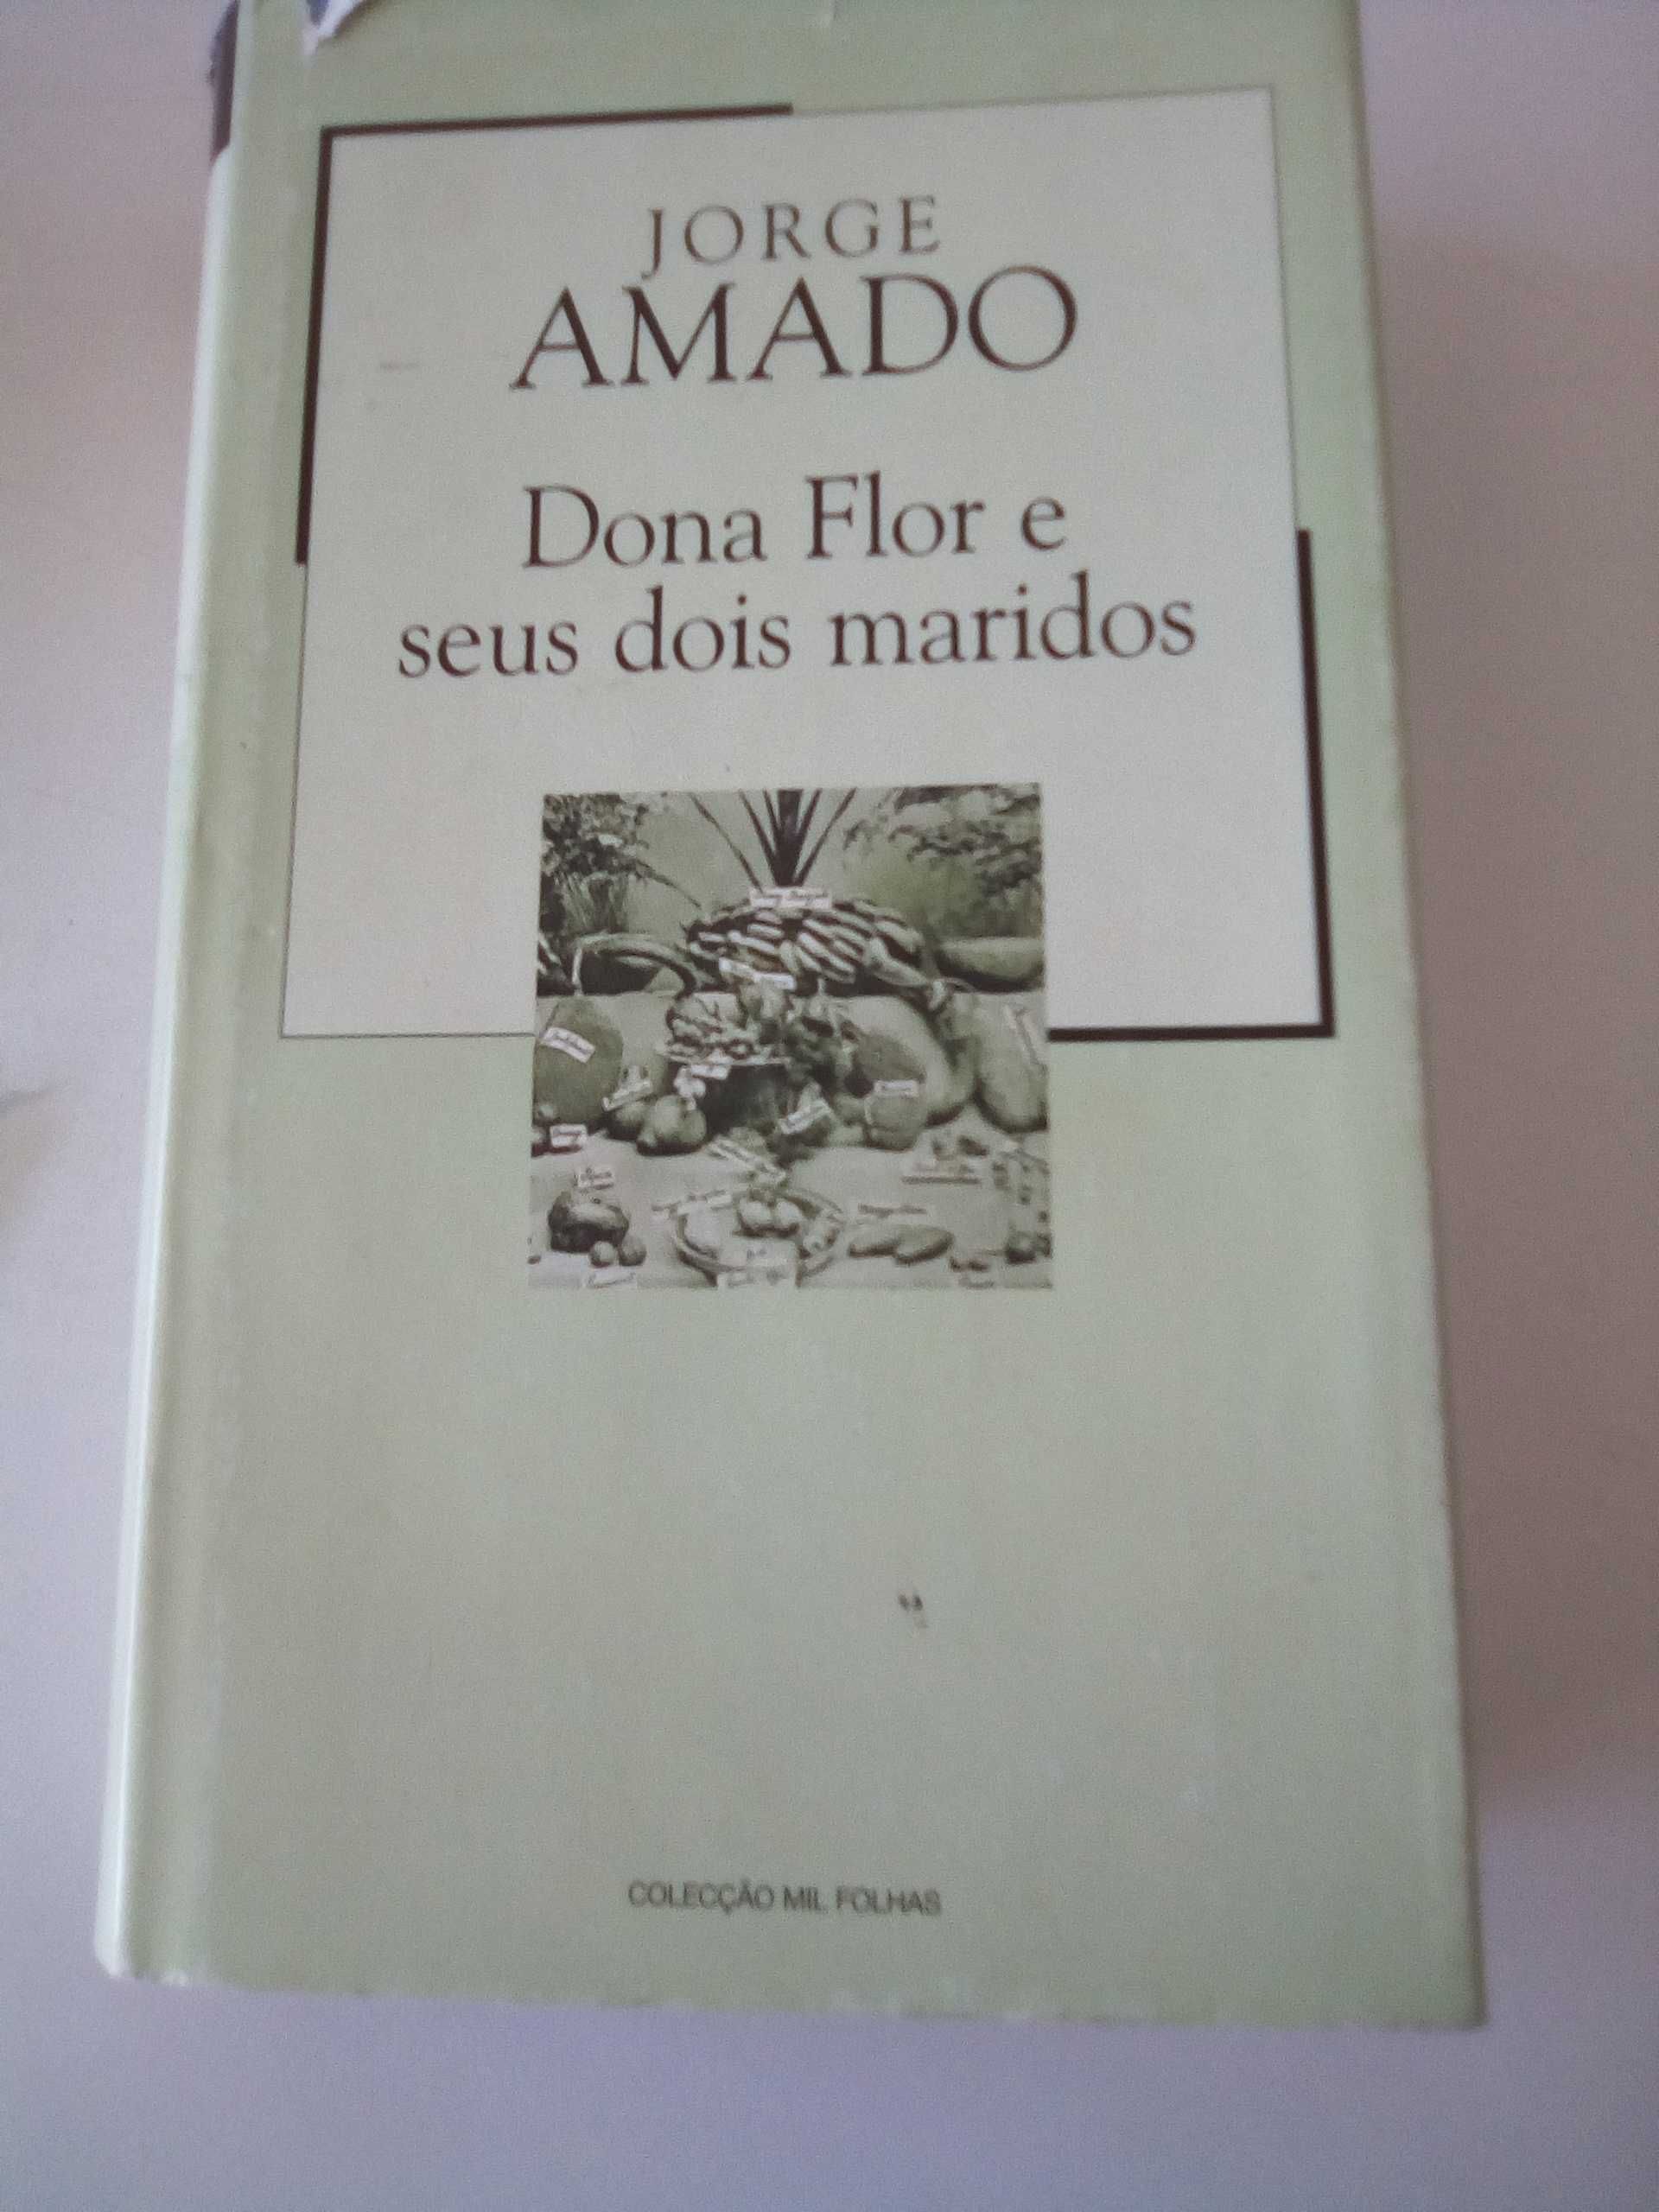 JORGE
AMADO
Dona Flor e
seus dois maridos
COLECÇÃO MIL FOLHAS